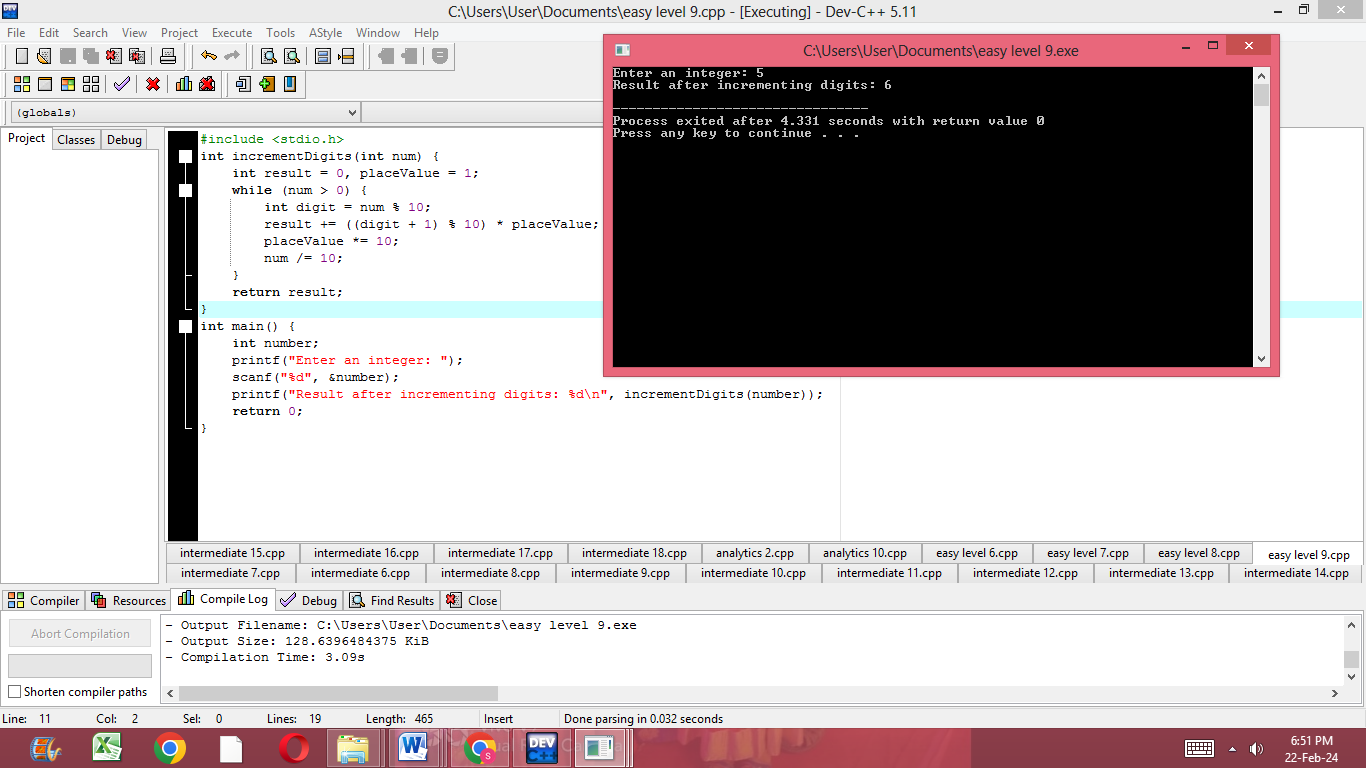 C:\Users\User\Documents\easy level 9.cpp - [Executing] - Dev-C++ 5.11
File Edit Search View Project Execute Tools AStyle Window Help
(globals)
Project Classes Debug
#include <stdio.h>
int incrementDigits(int num) {
    int result = 0, placeValue = 1;
    while (num > 0) {
        int digit = num % 10;
        result += ((digit + 1) % 10) * placeValue;
        placeValue *= 10;
        num /= 10;
    }
    return result;
}
int main() {
    int number;
    printf("Enter an integer: ");
    scanf("%d", &number);
    printf("Result after incrementing digits: %d\n", incrementDigits(number));
    return 0;
}
C:\Users\User\Documents\easy level 9.exe
Enter an integer: 5
Result after incrementing digits: 6
--------------------------------
Process exited after 4.331 seconds with return value 0
Press any key to continue . . .
intermediate 15.cpp intermediate 16.cpp intermediate 17.cpp intermediate 18.cpp analytics 2.cpp analytics 10.cpp easy level 6.cpp easy level 7.cpp easy level 8.cpp easy level 9.cpp
intermediate 7.cpp intermediate 6.cpp intermediate 8.cpp intermediate 9.cpp intermediate 10.cpp intermediate 11.cpp intermediate 12.cpp intermediate 13.cpp intermediate 14.cpp
Compiler Resources Compile Log Debug Find Results Close
Abort Compilation
Shorten compiler paths
- Output Filename: C:\Users\User\Documents\easy level 9.exe
- Output Size: 128.6396484375 KiB
- Compilation Time: 3.09s
Line: 11 Col: 2 Sel: 0 Lines: 19 Length: 465 Insert Done parsing in 0.032 seconds
DEV C++
6:51 PM
22-Feb-24